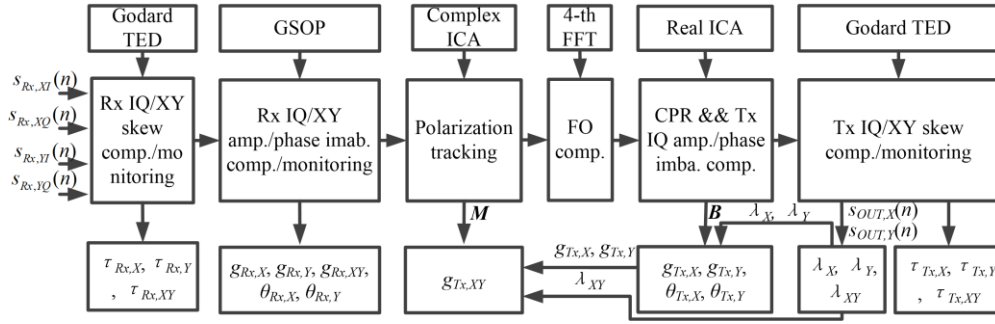 Godard
TED
GSOP
Complex
ICA
4-th
FFT
Real ICA
Godard TED
s_{Rx,XI}(n)
s_{Rx,XQ}(n)
s_{Rx,YI}(n)
s_{Rx,YQ}(n)
Rx IQ/XY
skew
comp./mo
nitoring
Rx IQ/XY
amp./phase imab.
comp./monitoring
Polarization
tracking
FO
comp.
CPR && Tx
IQ amp./phase
imba. comp.
Tx IQ/XY skew
comp./monitoring
M
B
λ_X, λ_Y
s_{OUT,X}(n)
s_{OUT,Y}(n)
τ_{Rx,X}, τ_{Rx,Y}
, τ_{Rx,XY}
g_{Rx,X}, g_{Rx,Y}, g_{Rx,XY},
θ_{Rx,X}, θ_{Rx,Y}
g_{Tx,XY}
g_{Tx,X}, g_{Tx,Y}
λ_{XY}
g_{Tx,X}, g_{Tx,Y},
θ_{Tx,X}, θ_{Tx,Y}
λ_X, λ_Y,
λ_{XY}
τ_{Tx,X}, τ_{Tx,Y}
, τ_{Tx,XY}